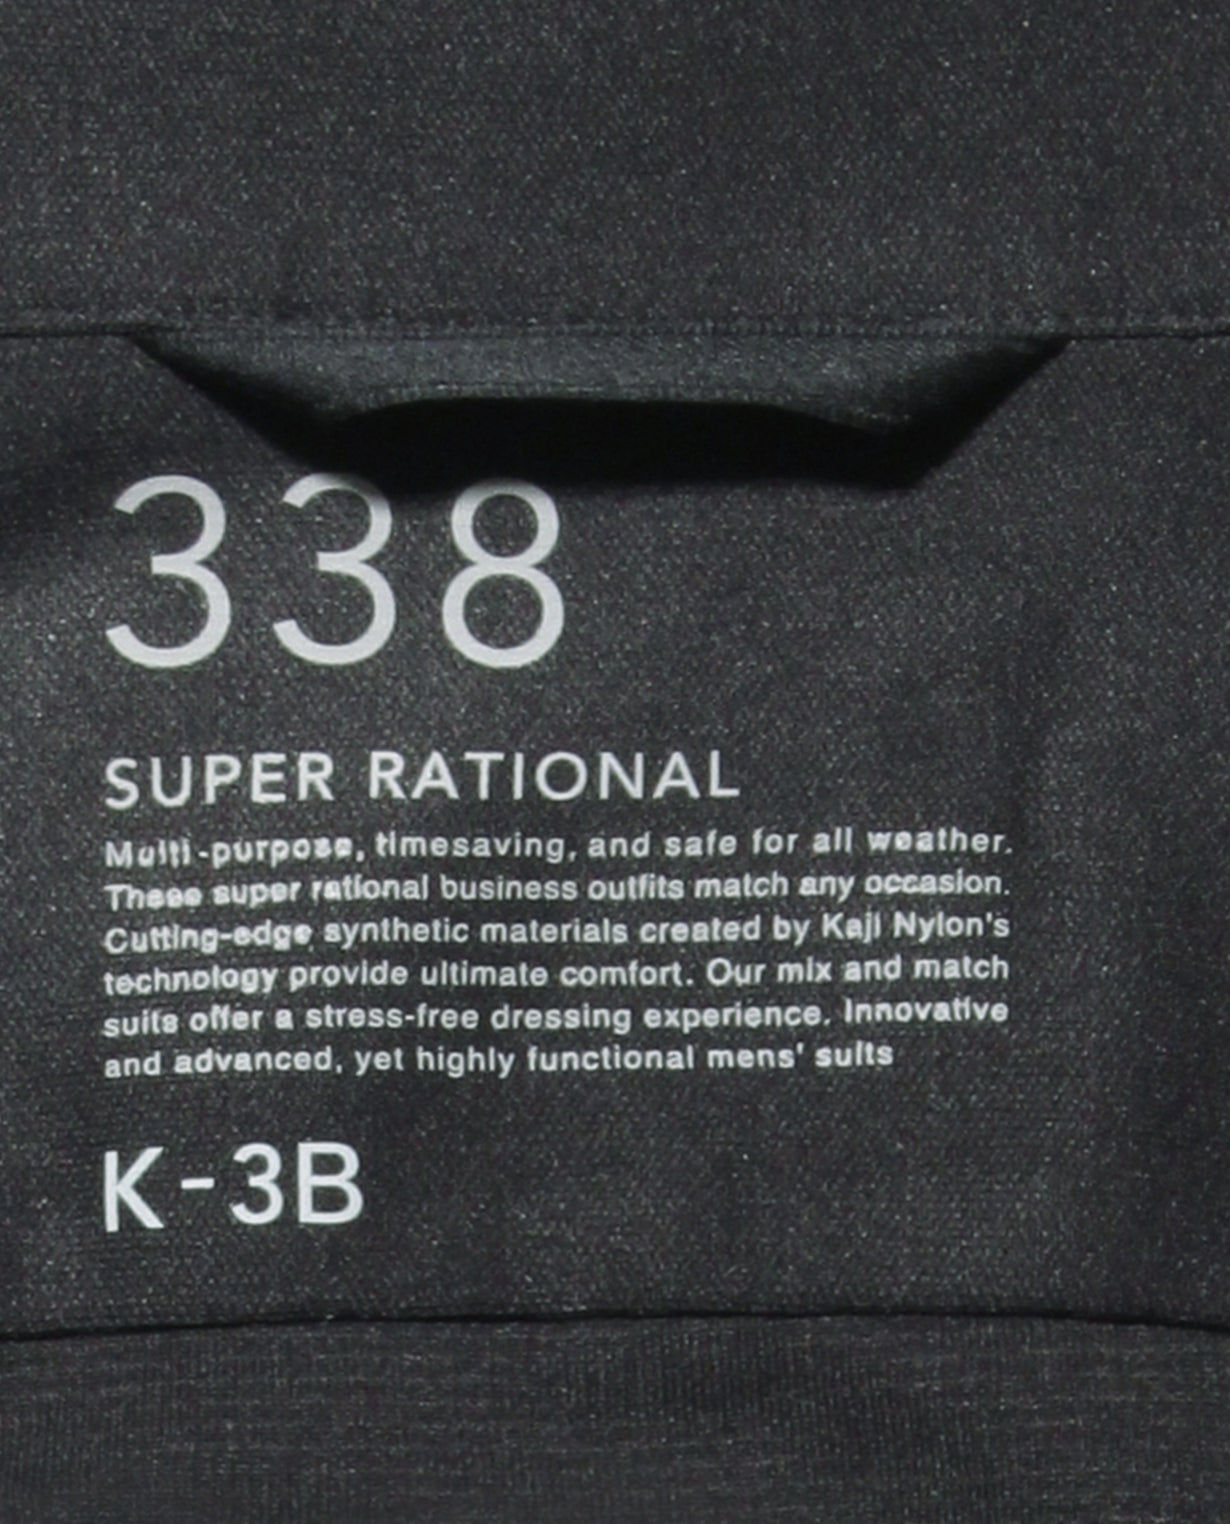 338
SUPER RATIONAL
Multi-purpose, timesaving, and safe for all weather.
These super rational business outfits match any occasion.
Cutting-edge synthetic materials created by Kaji Nylon's
technology provide ultimate comfort. Our mix and match
suits offer a stress-free dressing experience. Innovative
and advanced, yet highly functional mens' suits
K-3B